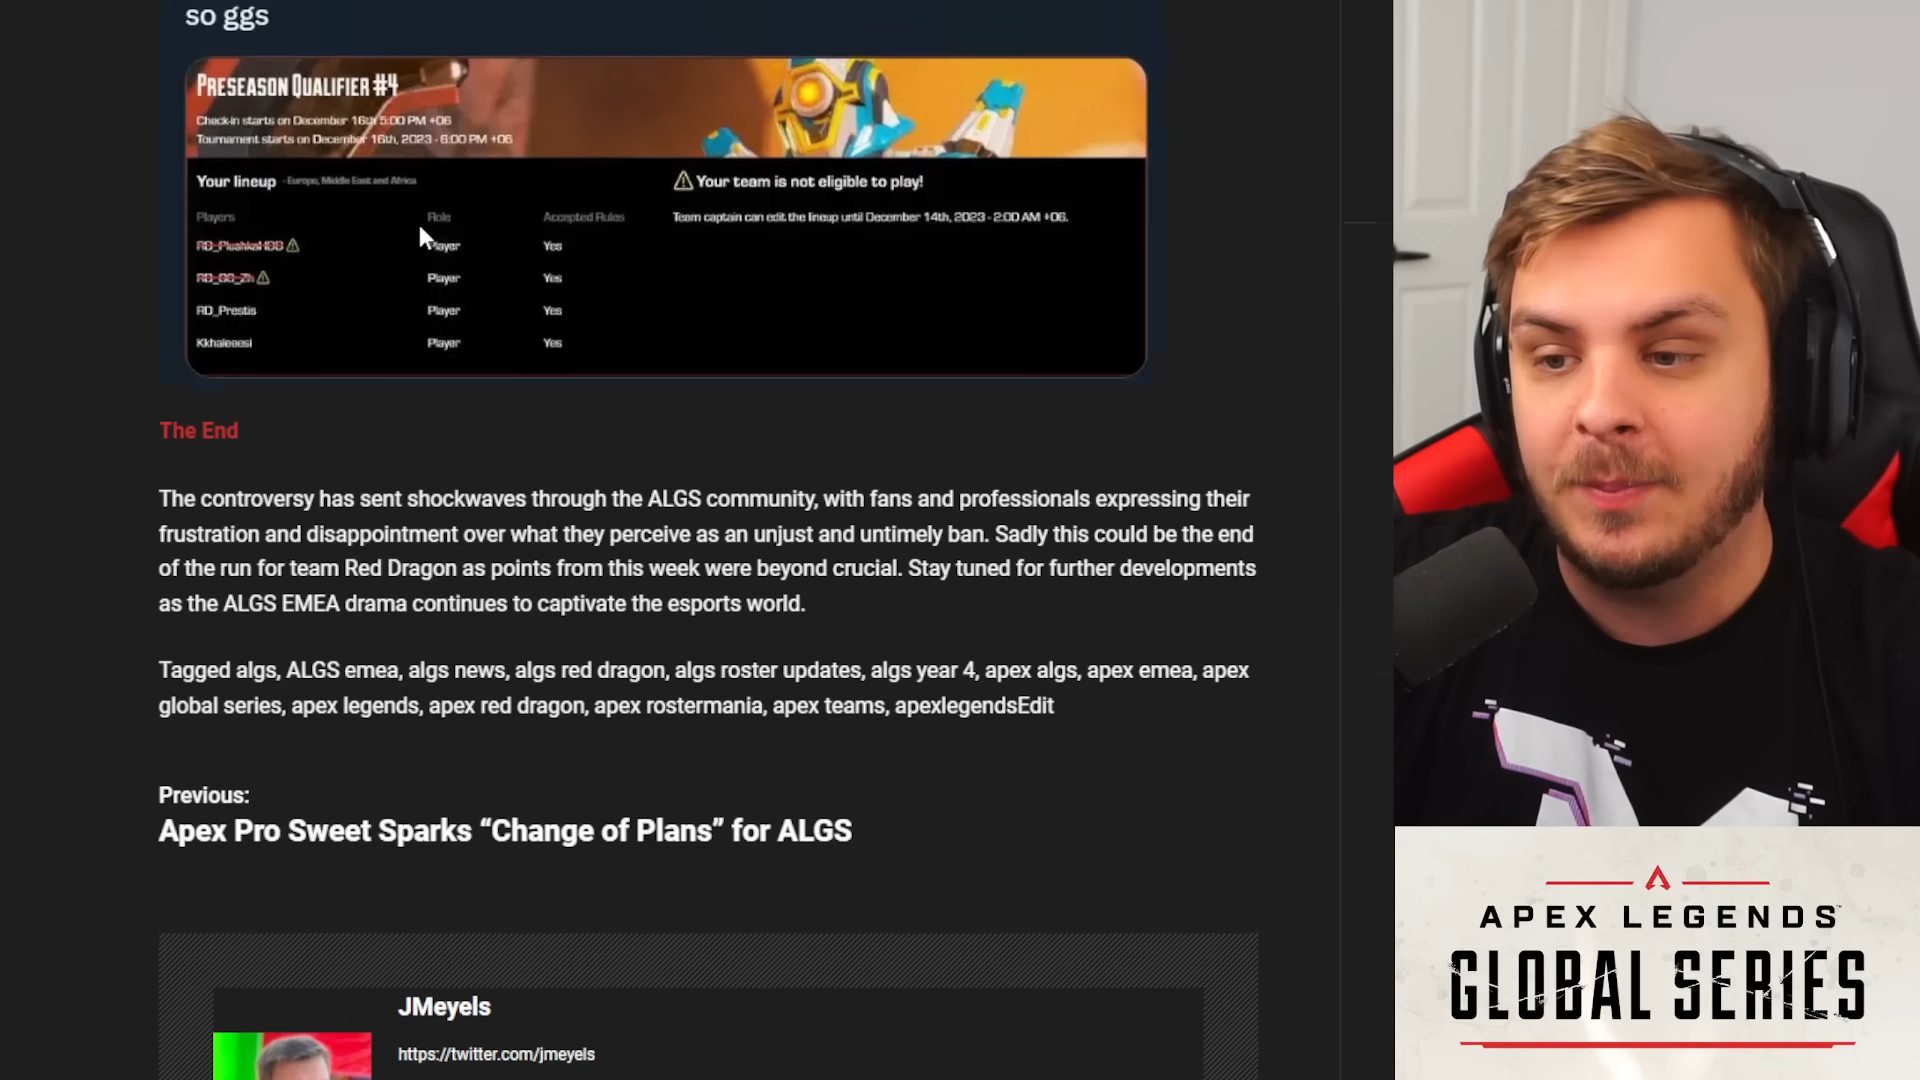 so ggs
PRESEASON QUALIFIER #4
Check-in starts on December 16th 5:00 PM +06
Tournament starts on December 16th, 2023 - 6:00 PM +06
Your lineup - Europe, Middle East and Africa
Your team is not eligible to play!
Players Role Accepted Rules
Team captain can edit the lineup until December 14th, 2023 - 2:00 AM +06.
RD_PlushkaHDD Player Yes
Player Yes
RD_Prestis Player Yes
Kkhaleeesi Player Yes
The End
The controversy has sent shockwaves through the ALGS community, with fans and professionals expressing their
frustration and disappointment over what they perceive as an unjust and untimely ban. Sadly this could be the end
of the run for team Red Dragon as points from this week were beyond crucial. Stay tuned for further developments
as the ALGS EMEA drama continues to captivate the esports world.
Tagged algs, ALGS emea, algs news, algs red dragon, algs roster updates, algs year 4, apex algs, apex emea, apex
global series, apex legends, apex red dragon, apex rostermania, apex teams, apexlegendsEdit
Previous:
Apex Pro Sweet Sparks “Change of Plans” for ALGS
JMeyels
https://twitter.com/jmeyels
APEX LEGENDS™
GLOBAL SERIES